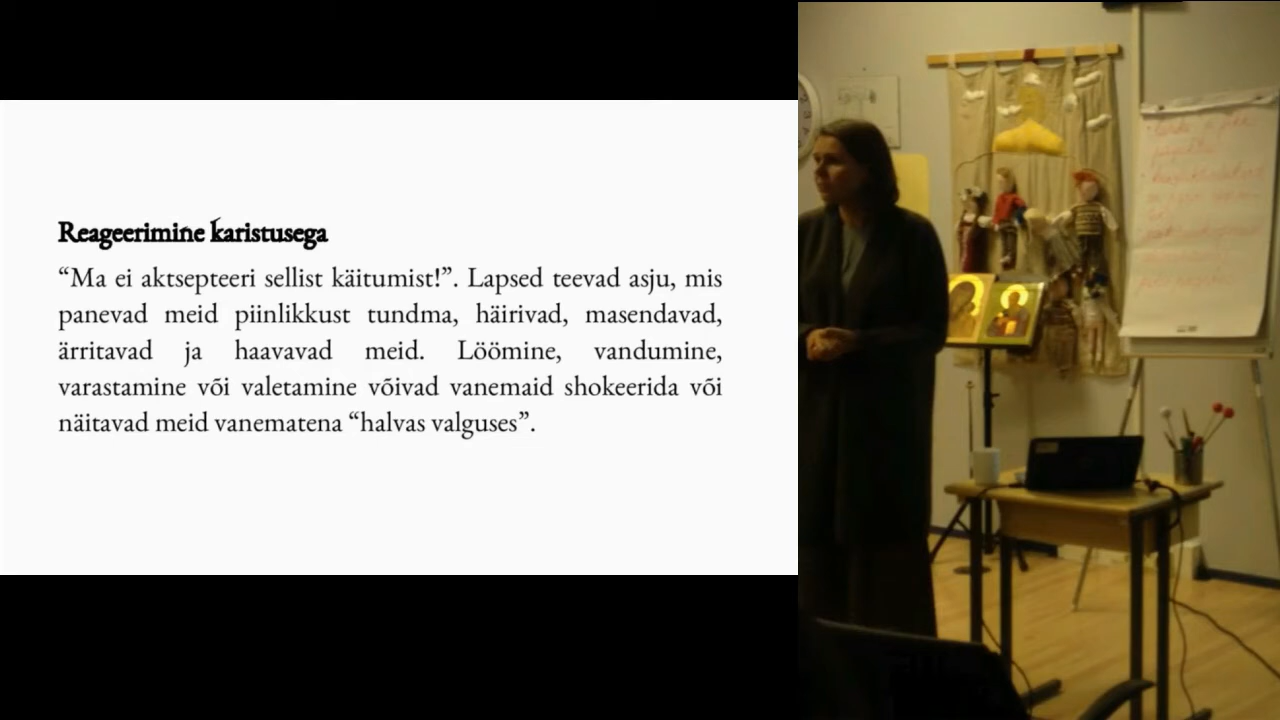 Reageerimine karistusega
“Ma ei aktsepteeri sellist käitumist!”. Lapsed teevad asju, mis
panevad meid piinlikkust tundma, häirivad, masendavad,
ärritavad ja haavavad meid. Löömine, vandumine,
varastamine või valetamine võivad vanemaid shokeerida või
näitavad meid vanematena “halvas valguses”.